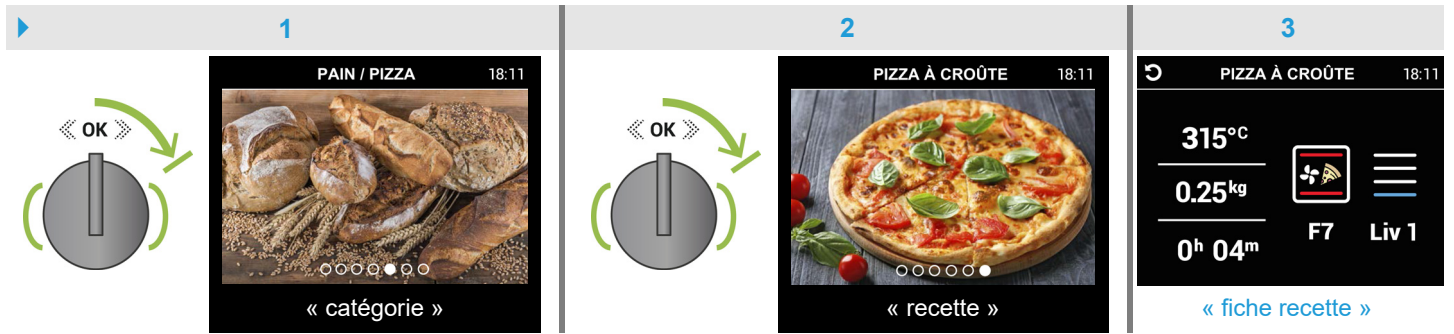 1
PAIN / PIZZA 18:11
OK
« catégorie »
2
PIZZA À CROÛTE 18:11
OK
« recette »
3
PIZZA À CROÛTE 18:11
315°C
0.25kg
0h 04m
F7 Liv 1
« fiche recette »